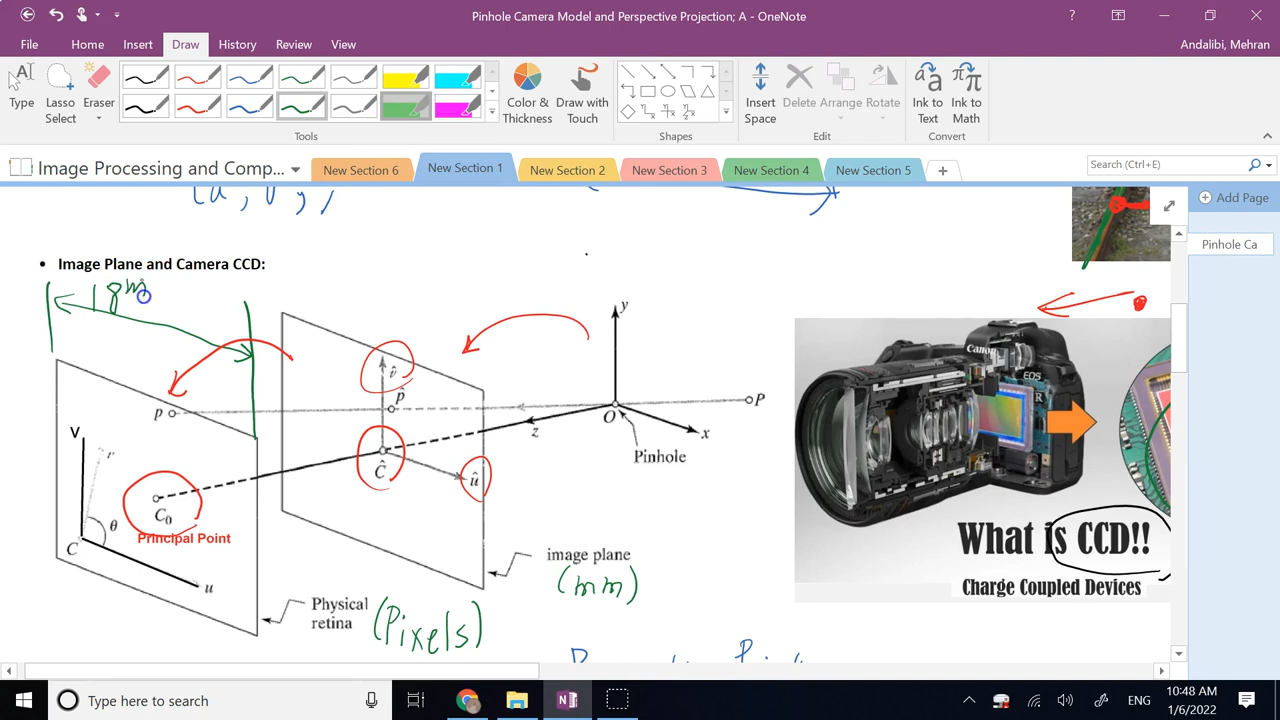 Pinhole Camera Model and Perspective Projection; A - OneNote
Andalibi, Mehran
File Home Insert Draw History Review View
Type
Lasso Select
Eraser
Color & Thickness
Draw with Touch
Insert Space
Delete Arrange Rotate
Ink to Text
Ink to Math
Tools Shapes Edit Convert
Image Processing and Comp...
New Section 6 New Section 1 New Section 2 New Section 3 New Section 4 New Section 5
Search (Ctrl+E)
Add Page
Pinhole Ca
• Image Plane and Camera CCD:
18m
y
v̂
p̂
p
P
O
z
x
Pinhole
V
Ĉ
û
C₀
Principal Point
θ
C
u
image plane
(mm)
Physical
retina
(Pixels)
Canon
EOS
R
What is CCD!!
Charge Coupled Devices
Type here to search
ENG
10:48 AM
1/6/2022